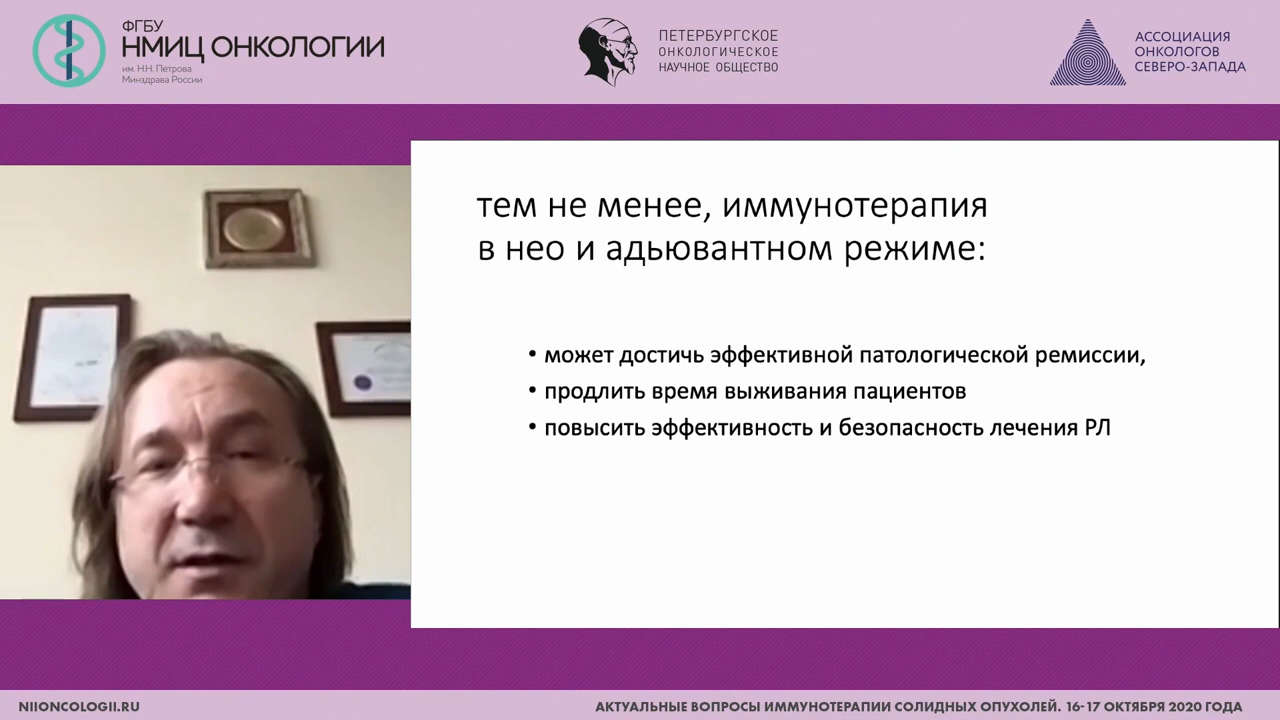 ФГБУ
НМИЦ ОНКОЛОГИИ
им. Н.Н. Петрова
Минздрава России
ПЕТЕРБУРГСКОЕ
ОНКОЛОГИЧЕСКОЕ
НАУЧНОЕ ОБЩЕСТВО
АССОЦИАЦИЯ
ОНКОЛОГОВ
СЕВЕРО-ЗАПАДА
тем не менее, иммунотерапия
в нео и адьювантном режиме:
• может достичь эффективной патологической ремиссии,
• продлить время выживания пациентов
• повысить эффективность и безопасность лечения РЛ
NIIONCOLOGII.RU
АКТУАЛЬНЫЕ ВОПРОСЫ ИММУНОТЕРАПИИ СОЛИДНЫХ ОПУХОЛЕЙ. 16-17 ОКТЯБРЯ 2020 ГОДА